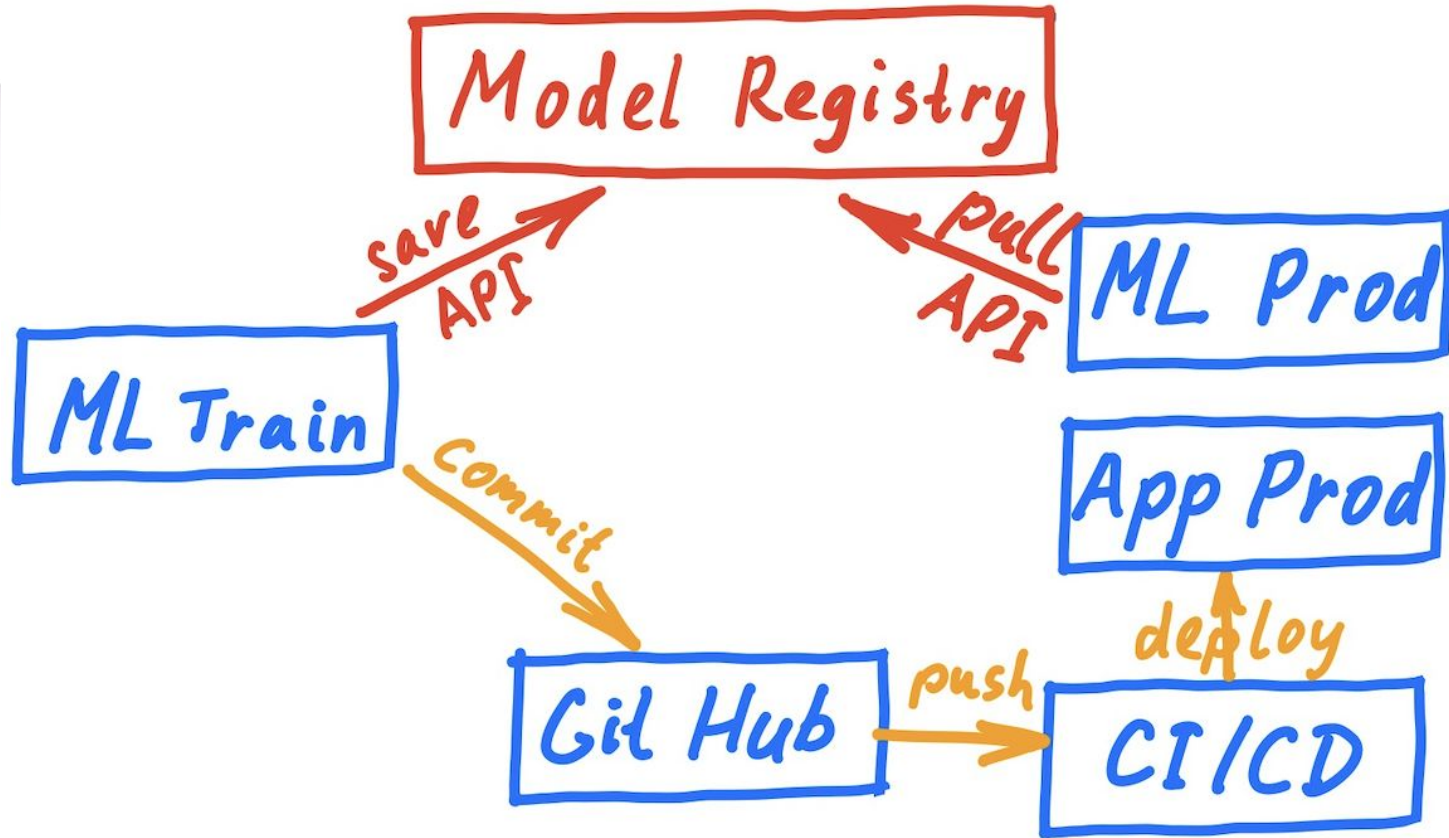 Model Registry
save
API
pull
API
ML Prod
ML Train
App Prod
commit
deploy
Git Hub
push
CI/CD